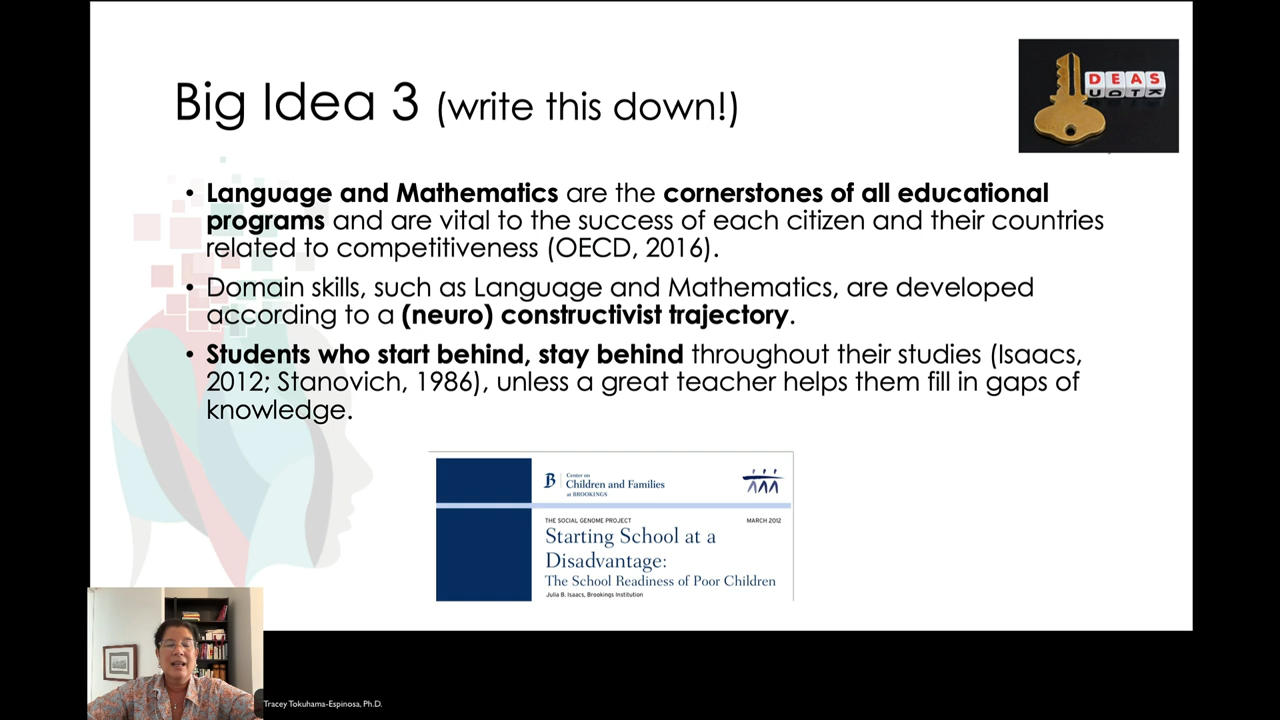 Big Idea 3 (write this down!)
DEAS
• Language and Mathematics are the cornerstones of all educational
programs and are vital to the success of each citizen and their countries
related to competitiveness (OECD, 2016).
• Domain skills, such as Language and Mathematics, are developed
according to a (neuro) constructivist trajectory.
• Students who start behind, stay behind throughout their studies (Isaacs,
2012; Stanovich, 1986), unless a great teacher helps them fill in gaps of
knowledge.
B
Center on
Children and Families
at BROOKINGS
THE SOCIAL GENOME PROJECT MARCH 2012
Starting School at a
Disadvantage:
The School Readiness of Poor Children
Julia B. Isaacs, Brookings Institution
Tracey Tokuhama-Espinosa, Ph.D.